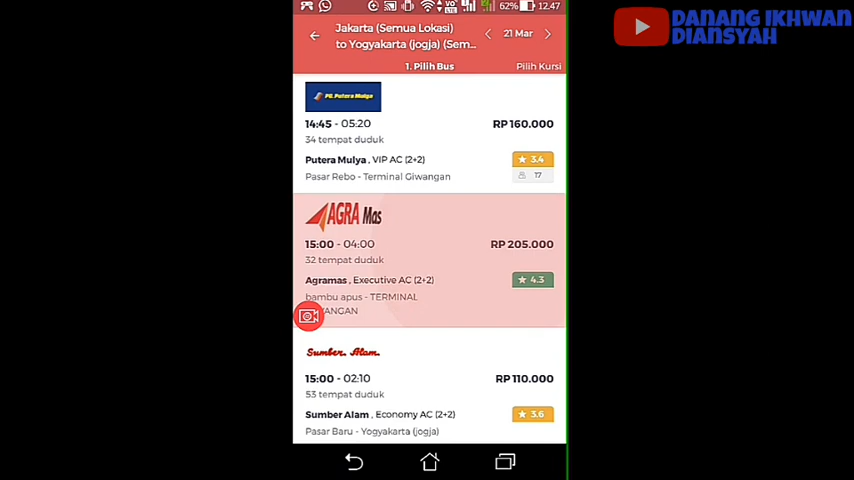 62% 12.47
DANANG IKHWAN
DIANSYAH
Jakarta (Semua Lokasi)
to Yogyakarta (jogja) (Sem...
21 Mar
1. Pilih Bus
Pilih Kursi
PO. Putera Mulya
14:45 - 05:20
RP 160.000
34 tempat duduk
Putera Mulya , VIP AC (2+2)
3.4
Pasar Rebo - Terminal Giwangan
17
AGRA Mas
15:00 - 04:00
RP 205.000
32 tempat duduk
Agramas , Executive AC (2+2)
4.3
bambu apus - TERMINAL
WANGAN
Sumber Alam
15:00 - 02:10
RP 110.000
53 tempat duduk
Sumber Alam , Economy AC (2+2)
3.6
Pasar Baru - Yogyakarta (jogja)